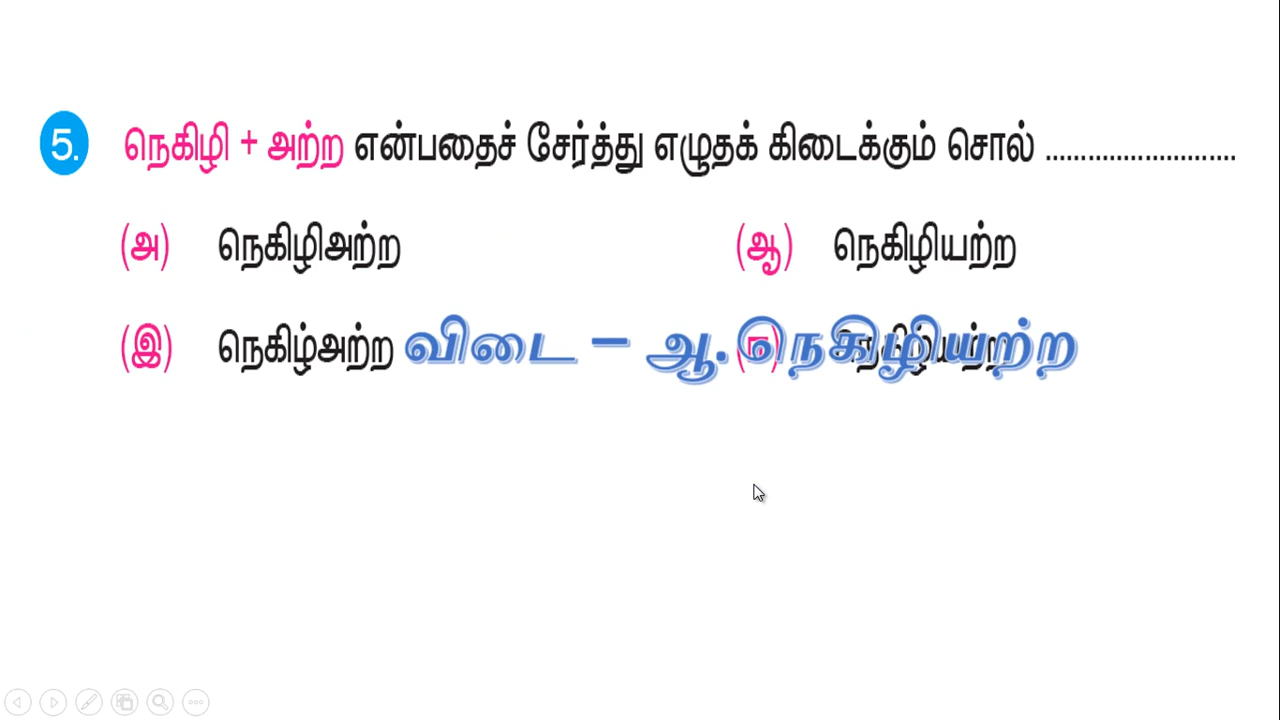 5. நெகிழி + அற்ற என்பதைச் சேர்த்து எழுதக் கிடைக்கும் சொல் ...........................
(அ) நெகிழிஅற்ற (ஆ) நெகிழியற்ற
(இ) நெகிழ்அற்ற விடை – ஆ.நெகிழியற்ற